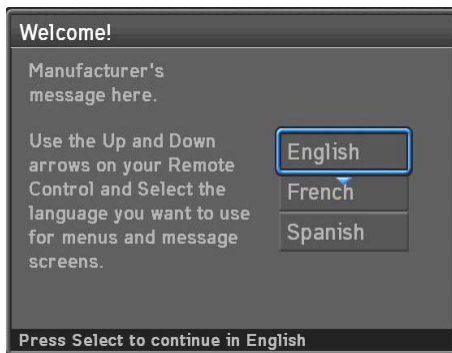 Welcome!
Manufacturer's
message here.
Use the Up and Down
arrows on your Remote
Control and Select the
language you want to use
for menus and message
screens.
English
French
Spanish
Press Select to continue in English